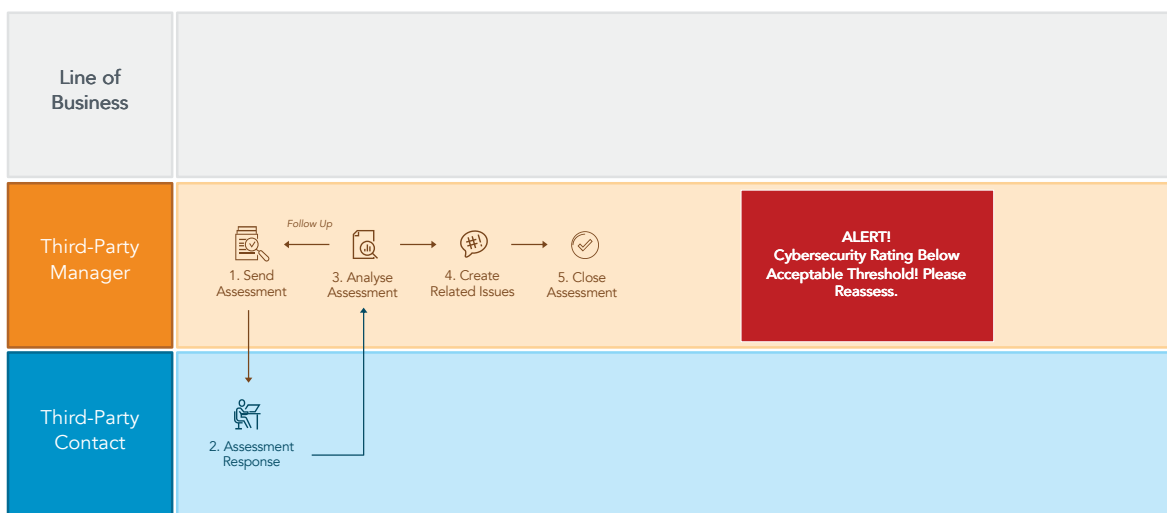 Line of
Business
Third-Party
Manager
Follow Up
1. Send
Assessment
3. Analyse
Assessment
4. Create
Related Issues
5. Close
Assessment
ALERT!
Cybersecurity Rating Below
Acceptable Threshold! Please
Reassess.
Third-Party
Contact
2. Assessment
Response